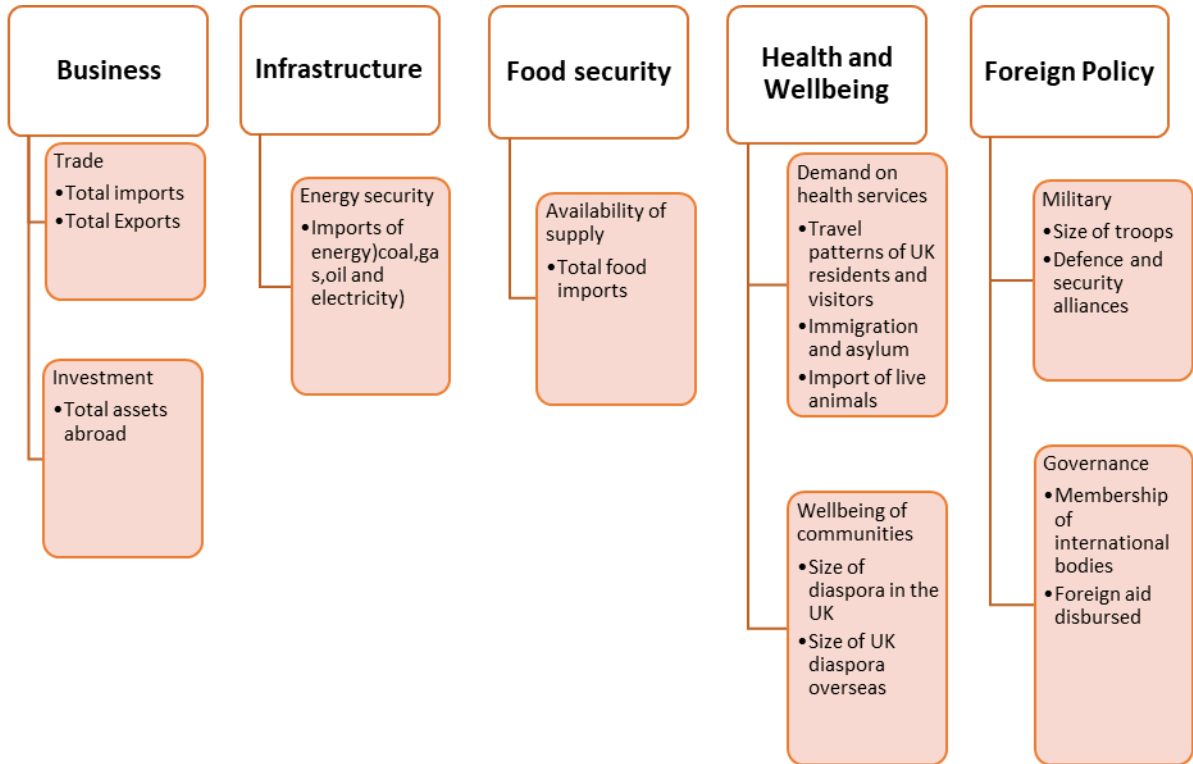 Business
Trade
•Total imports
•Total Exports
Investment
•Total assets
abroad
Infrastructure
Energy security
•Imports of
energy)coal,ga
s,oil and
electricity)
Food security
Availability of
supply
•Total food
imports
Health and
Wellbeing
Demand on
health services
•Travel
patterns of UK
residents and
visitors
•Immigration
and asylum
•Import of live
animals
Wellbeing of
communities
•Size of
diaspora in the
UK
•Size of UK
diaspora
overseas
Foreign Policy
Military
•Size of troops
•Defence and
security
alliances
Governance
•Membership
of
international
bodies
•Foreign aid
disbursed